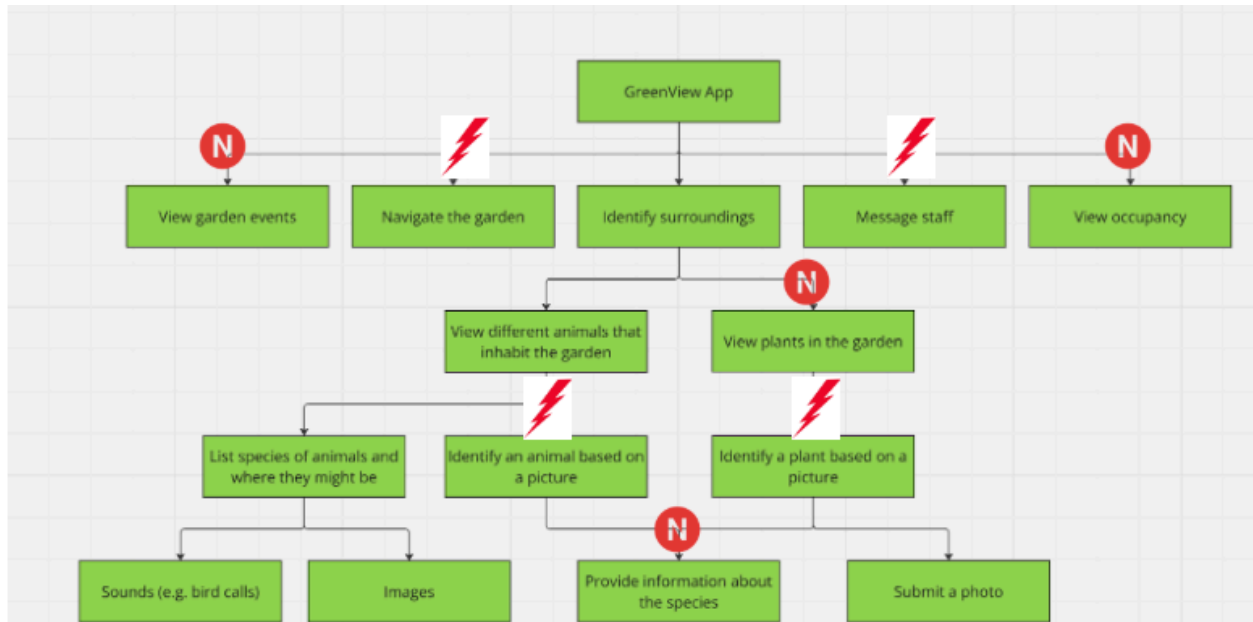 GreenView App
N
N
View garden events
Navigate the garden
Identify surroundings
Message staff
View occupancy
N
View different animals that
inhabit the garden
View plants in the garden
List species of animals and
where they might be
Identify an animal based on
a picture
Identify a plant based on a
picture
N
Sounds (e.g. bird calls)
Images
Provide information about
the species
Submit a photo